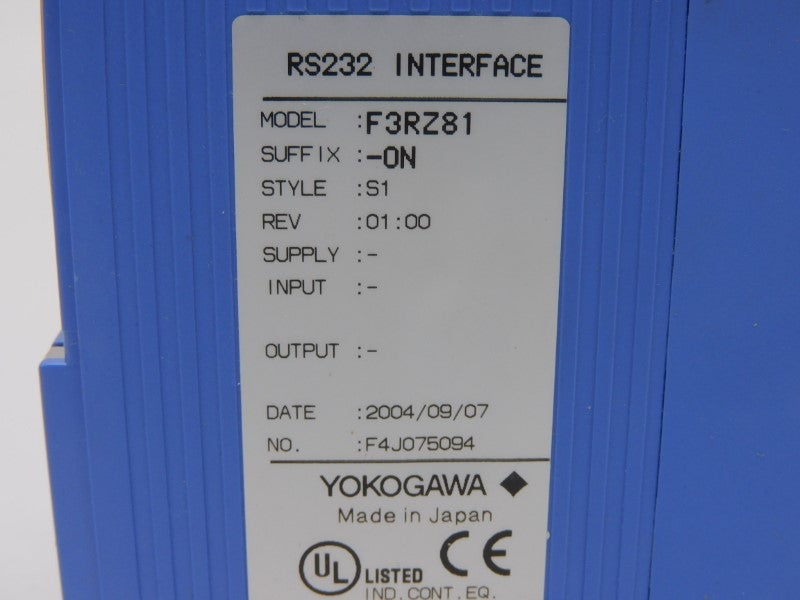 RS232 INTERFACE
MODEL :F3RZ81
SUFFIX :-0N
STYLE :S1
REV :01:00
SUPPLY :-
INPUT :-
OUTPUT :-
DATE :2004/09/07
NO. :F4J075094
YOKOGAWA ◆
Made in Japan
UL LISTED CE
IND. CONT. EQ.